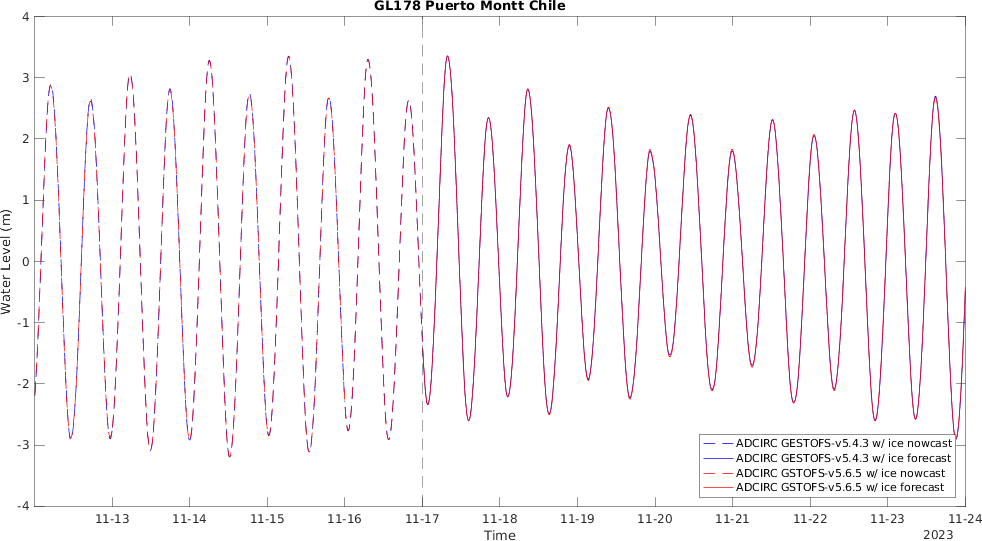 GL178 Puerto Montt Chile
4
3
2
1
0
-1
-2
-3
-4
Water Level (m)
ADCIRC GESTOFS-v5.4.3 w/ ice nowcast
ADCIRC GESTOFS-v5.4.3 w/ ice forecast
ADCIRC GSTOFS-v5.6.5 w/ ice nowcast
ADCIRC GSTOFS-v5.6.5 w/ ice forecast
11-13 11-14 11-15 11-16 11-17 11-18 11-19 11-20 11-21 11-22 11-23 11-24
Time
2023